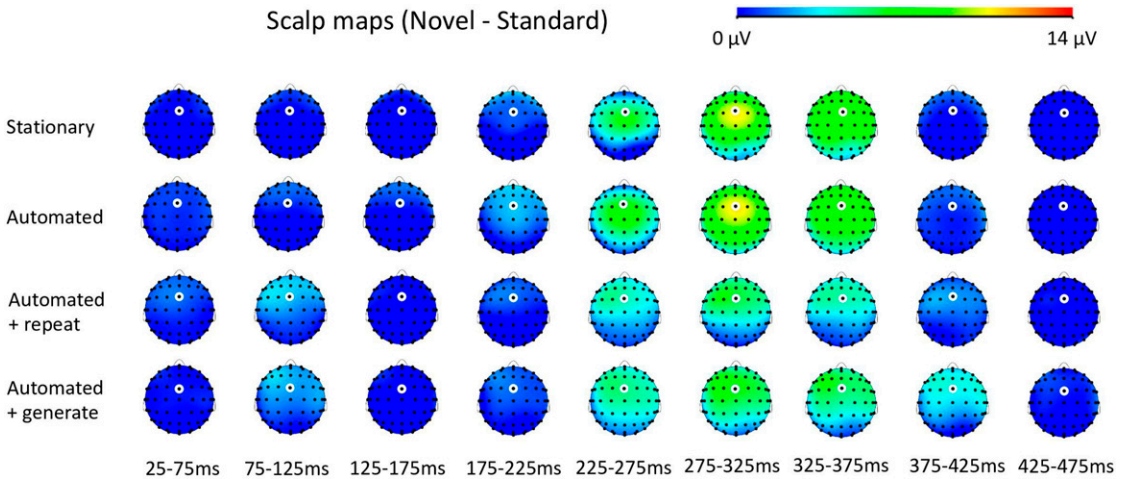 Scalp maps (Novel - Standard)
0 µV 14 µV
Stationary
Automated
Automated
+ repeat
Automated
+ generate
25-75ms 75-125ms 125-175ms 175-225ms 225-275ms 275-325ms 325-375ms 375-425ms 425-475ms